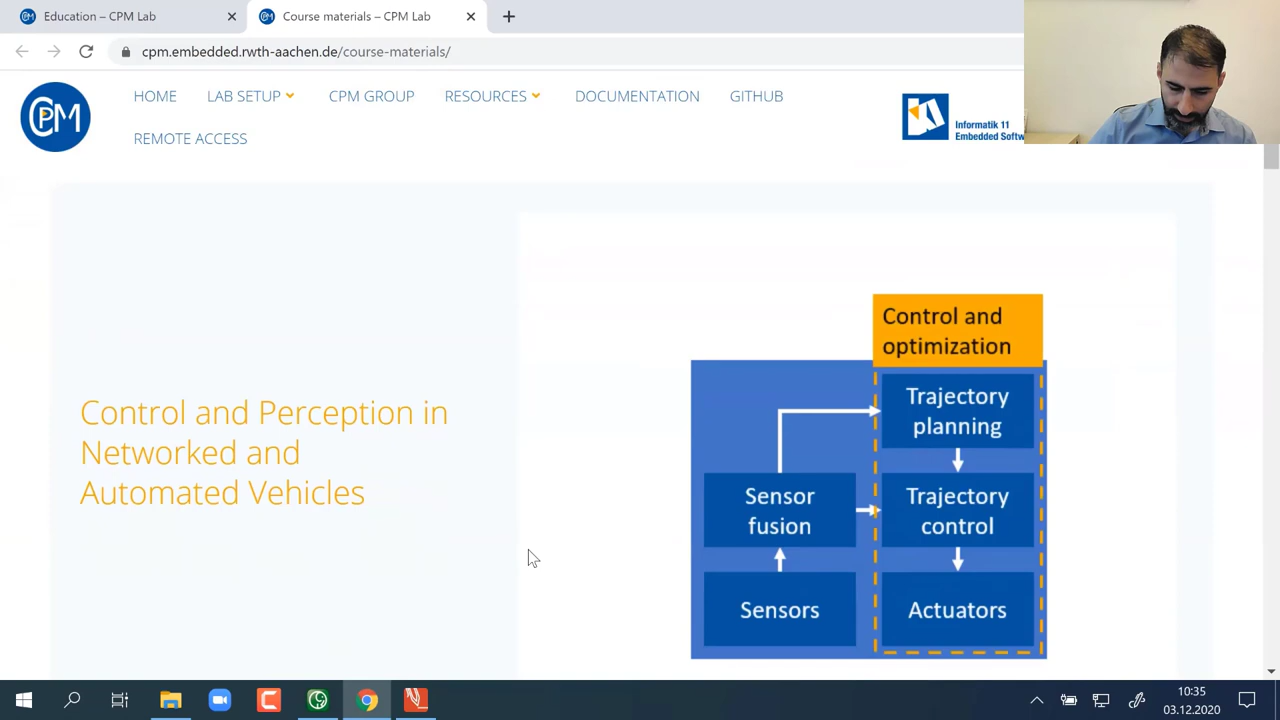 Education – CPM Lab
Course materials – CPM Lab
cpm.embedded.rwth-aachen.de/course-materials/
CPM
HOME
LAB SETUP
CPM GROUP
RESOURCES
DOCUMENTATION
GITHUB
REMOTE ACCESS
Informatik 11
Embedded Softw
Control and Perception in
Networked and
Automated Vehicles
Control and
optimization
Trajectory
planning
Sensor
fusion
Trajectory
control
Sensors
Actuators
10:35
03.12.2020